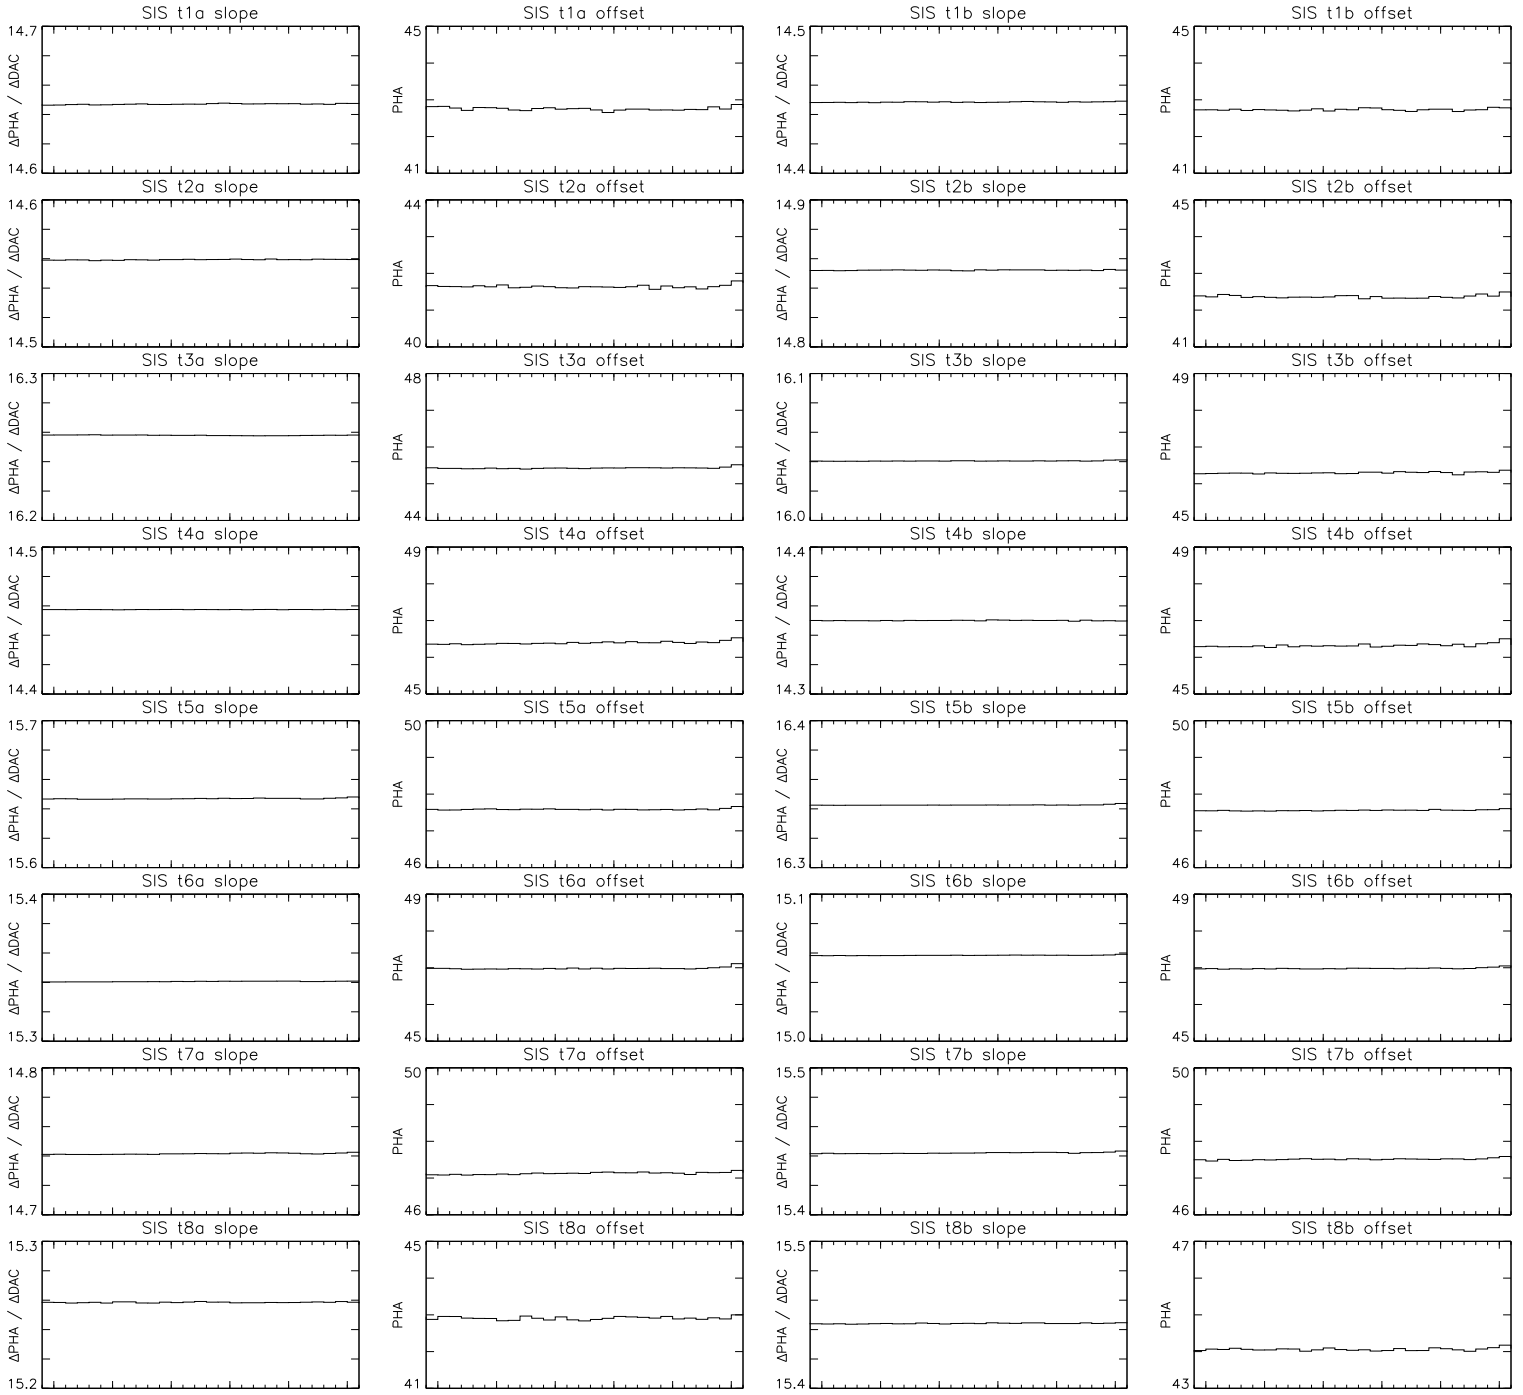 SIS t1a slope
14.7
ΔPHA / ΔDAC
14.6
SIS t1a offset
45
PHA
41
SIS t1b slope
14.5
ΔPHA / ΔDAC
14.4
SIS t1b offset
45
PHA
41
SIS t2a slope
14.6
ΔPHA / ΔDAC
14.5
SIS t2a offset
44
PHA
40
SIS t2b slope
14.9
ΔPHA / ΔDAC
14.8
SIS t2b offset
45
PHA
41
SIS t3a slope
16.3
ΔPHA / ΔDAC
16.2
SIS t3a offset
48
PHA
44
SIS t3b slope
16.1
ΔPHA / ΔDAC
16.0
SIS t3b offset
49
PHA
45
SIS t4a slope
14.5
ΔPHA / ΔDAC
14.4
SIS t4a offset
49
PHA
45
SIS t4b slope
14.4
ΔPHA / ΔDAC
14.3
SIS t4b offset
49
PHA
45
SIS t5a slope
15.7
ΔPHA / ΔDAC
15.6
SIS t5a offset
50
PHA
46
SIS t5b slope
16.4
ΔPHA / ΔDAC
16.3
SIS t5b offset
50
PHA
46
SIS t6a slope
15.4
ΔPHA / ΔDAC
15.3
SIS t6a offset
49
PHA
45
SIS t6b slope
15.1
ΔPHA / ΔDAC
15.0
SIS t6b offset
49
PHA
45
SIS t7a slope
14.8
ΔPHA / ΔDAC
14.7
SIS t7a offset
50
PHA
46
SIS t7b slope
15.5
ΔPHA / ΔDAC
15.4
SIS t7b offset
50
PHA
46
SIS t8a slope
15.3
ΔPHA / ΔDAC
15.2
SIS t8a offset
45
PHA
41
SIS t8b slope
15.5
ΔPHA / ΔDAC
15.4
SIS t8b offset
47
PHA
43